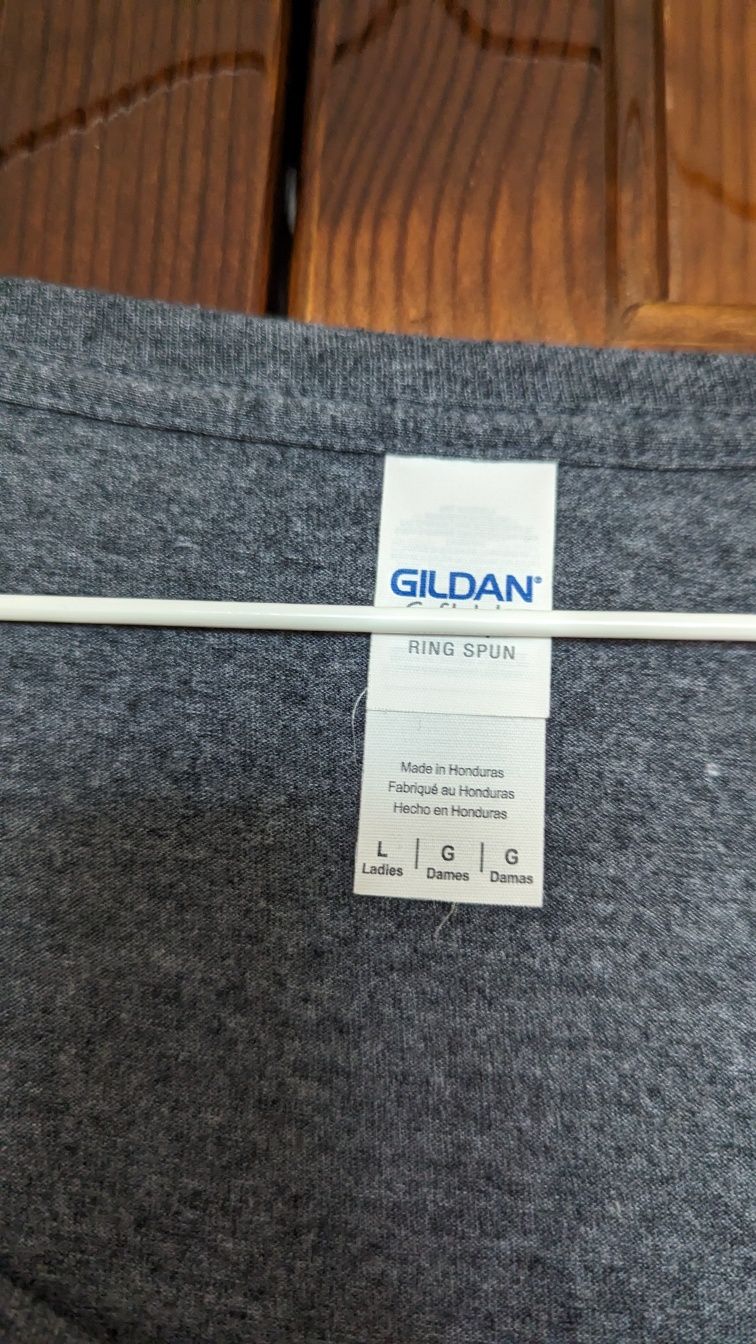 GILDAN®
RING SPUN
Made in Honduras
Fabriqué au Honduras
Hecho en Honduras
L | G | G
Ladies Dames Damas